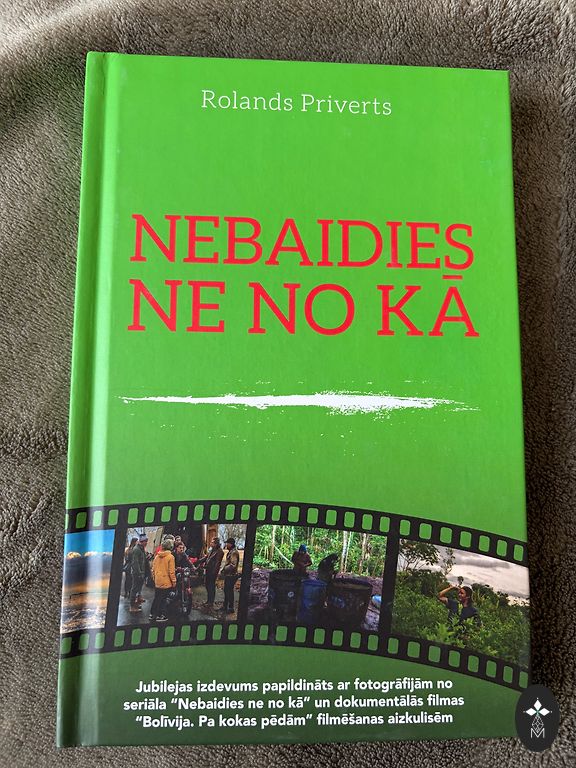 Rolands Priverts
NEBAIDIES
NE NO KĀ
Jubilejas izdevums papildināts ar fotogrāfijām no
seriāla “Nebaidies ne no kā“ un dokumentālās filmas
“Bolīvija. Pa kokas pēdām” filmēšanas aizkulisēm